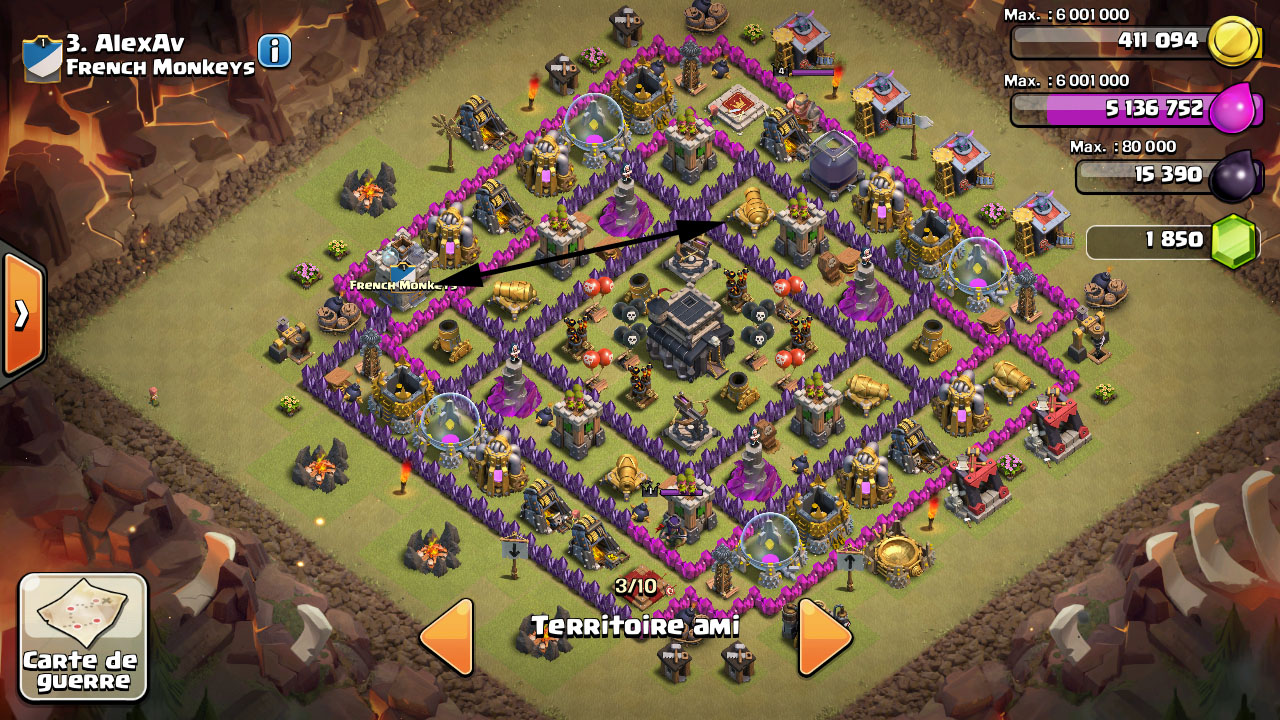 3. AlexAv
French Monkeys
Max. : 6 001 000
411 094
Max. : 6 001 000
5 136 752
Max. : 80 000
15 390
1 850
French Monkeys
3/10
Territoire ami
Carte de
guerre